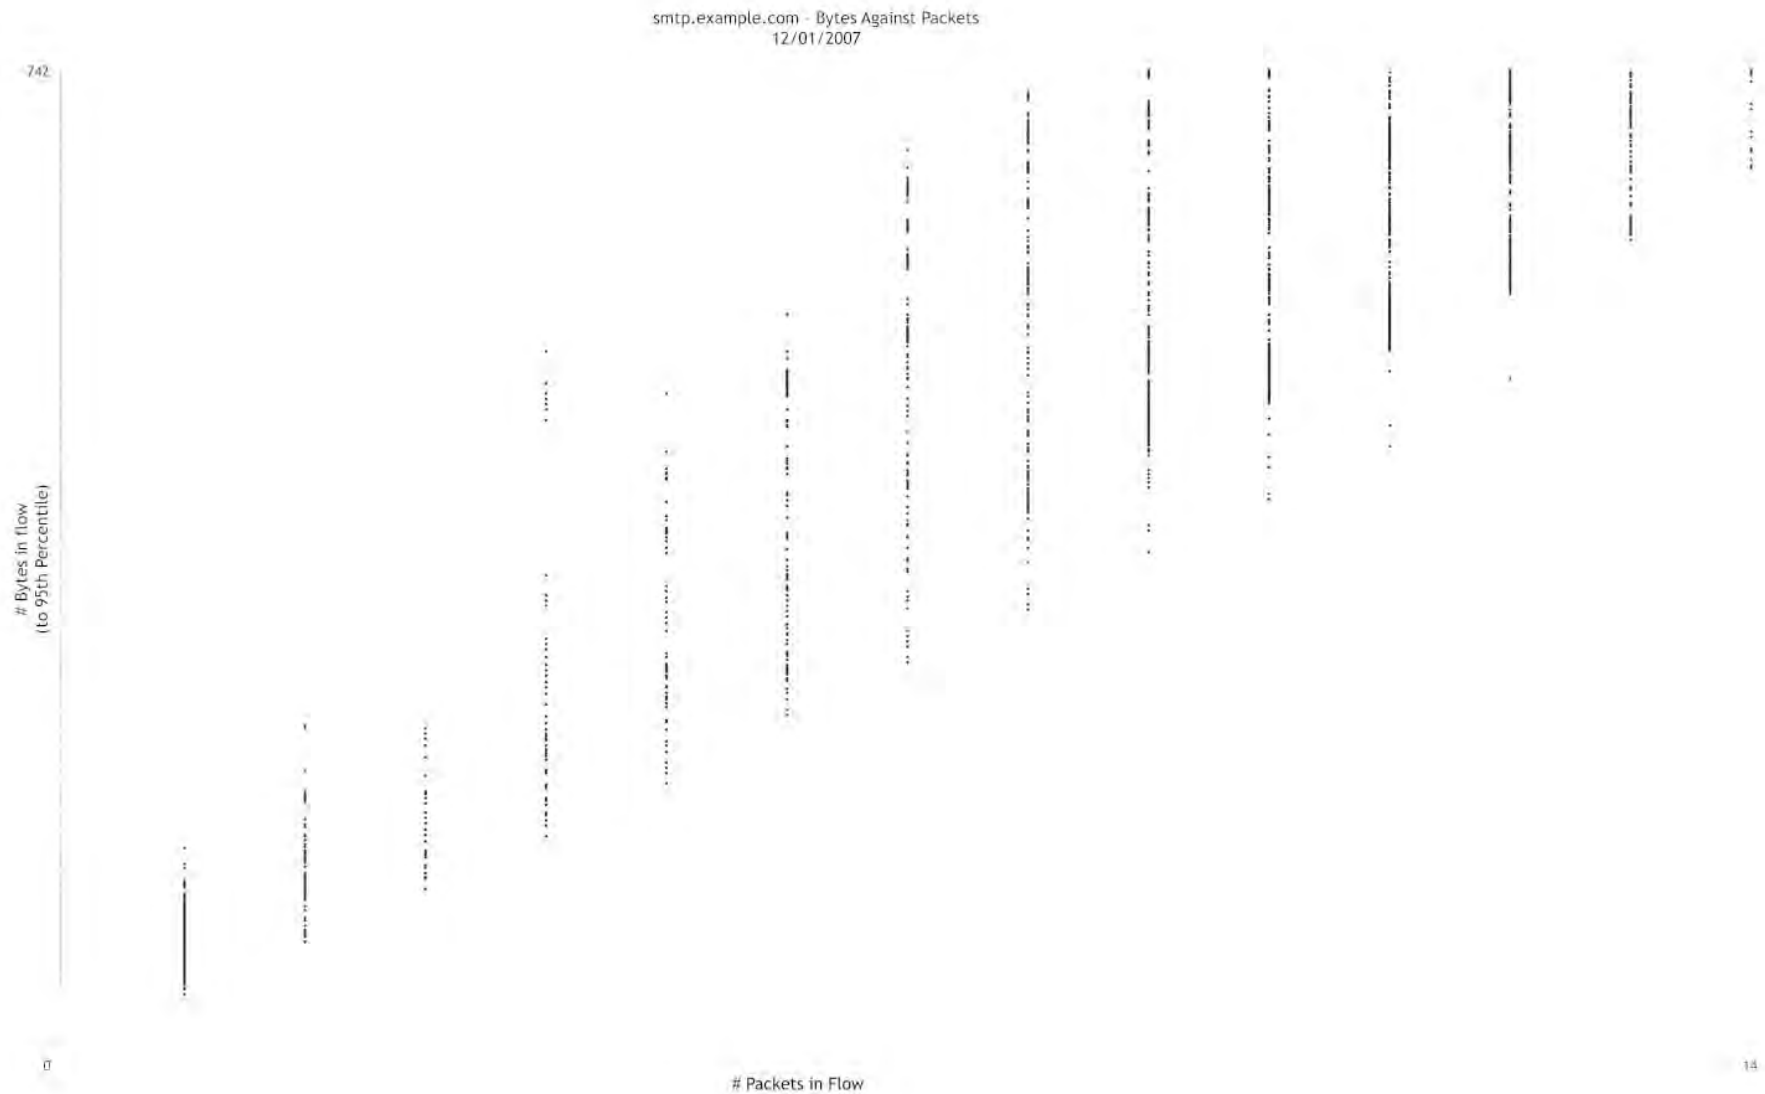 smtp.example.com - Bytes Against Packets
12/01/2007
742
# Bytes in flow
(to 95th Percentile)
0
14
# Packets in Flow